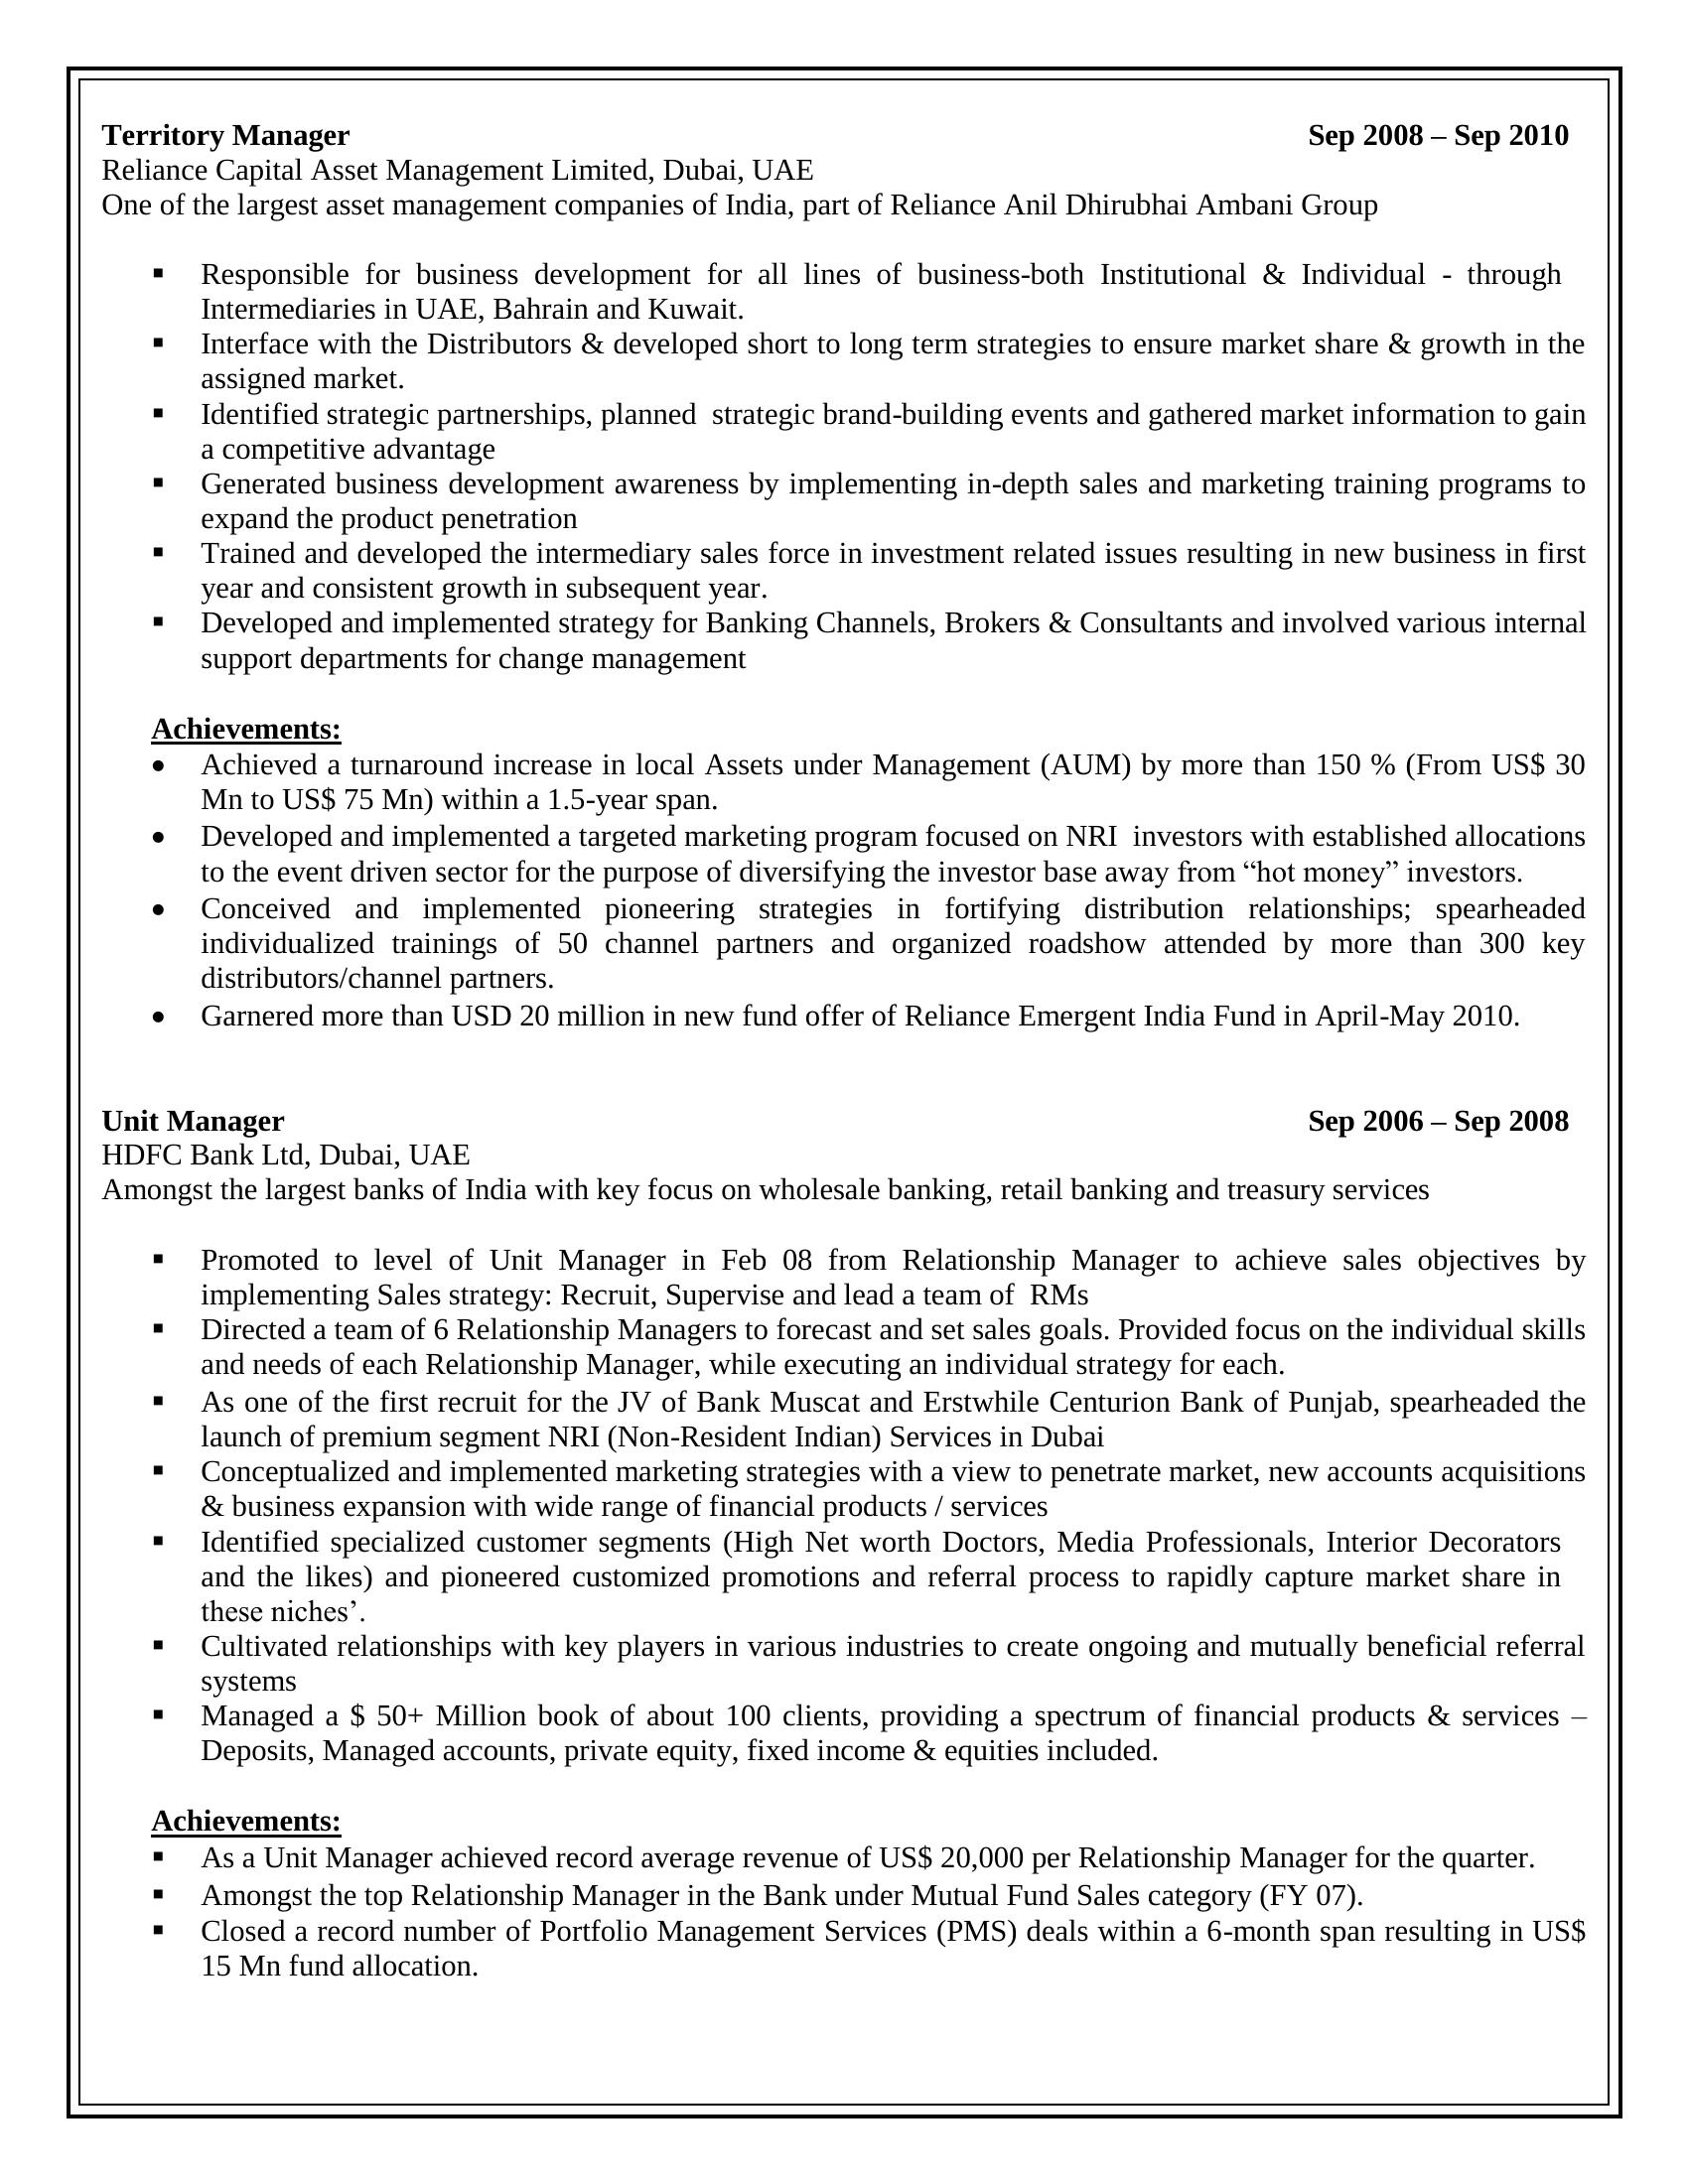 Territory Manager Sep 2008 – Sep 2010
Reliance Capital Asset Management Limited, Dubai, UAE
One of the largest asset management companies of India, part of Reliance Anil Dhirubhai Ambani Group
▪ Responsible for business development for all lines of business-both Institutional & Individual - through
Intermediaries in UAE, Bahrain and Kuwait.
▪ Interface with the Distributors & developed short to long term strategies to ensure market share & growth in the
assigned market.
▪ Identified strategic partnerships, planned strategic brand-building events and gathered market information to gain
a competitive advantage
▪ Generated business development awareness by implementing in-depth sales and marketing training programs to
expand the product penetration
▪ Trained and developed the intermediary sales force in investment related issues resulting in new business in first
year and consistent growth in subsequent year.
▪ Developed and implemented strategy for Banking Channels, Brokers & Consultants and involved various internal
support departments for change management
Achievements:
• Achieved a turnaround increase in local Assets under Management (AUM) by more than 150 % (From US$ 30
Mn to US$ 75 Mn) within a 1.5-year span.
• Developed and implemented a targeted marketing program focused on NRI investors with established allocations
to the event driven sector for the purpose of diversifying the investor base away from “hot money” investors.
• Conceived and implemented pioneering strategies in fortifying distribution relationships; spearheaded
individualized trainings of 50 channel partners and organized roadshow attended by more than 300 key
distributors/channel partners.
• Garnered more than USD 20 million in new fund offer of Reliance Emergent India Fund in April-May 2010.
Unit Manager Sep 2006 – Sep 2008
HDFC Bank Ltd, Dubai, UAE
Amongst the largest banks of India with key focus on wholesale banking, retail banking and treasury services
▪ Promoted to level of Unit Manager in Feb 08 from Relationship Manager to achieve sales objectives by
implementing Sales strategy: Recruit, Supervise and lead a team of RMs
▪ Directed a team of 6 Relationship Managers to forecast and set sales goals. Provided focus on the individual skills
and needs of each Relationship Manager, while executing an individual strategy for each.
▪ As one of the first recruit for the JV of Bank Muscat and Erstwhile Centurion Bank of Punjab, spearheaded the
launch of premium segment NRI (Non-Resident Indian) Services in Dubai
▪ Conceptualized and implemented marketing strategies with a view to penetrate market, new accounts acquisitions
& business expansion with wide range of financial products / services
▪ Identified specialized customer segments (High Net worth Doctors, Media Professionals, Interior Decorators
and the likes) and pioneered customized promotions and referral process to rapidly capture market share in
these niches’.
▪ Cultivated relationships with key players in various industries to create ongoing and mutually beneficial referral
systems
▪ Managed a $ 50+ Million book of about 100 clients, providing a spectrum of financial products & services –
Deposits, Managed accounts, private equity, fixed income & equities included.
Achievements:
▪ As a Unit Manager achieved record average revenue of US$ 20,000 per Relationship Manager for the quarter.
▪ Amongst the top Relationship Manager in the Bank under Mutual Fund Sales category (FY 07).
▪ Closed a record number of Portfolio Management Services (PMS) deals within a 6-month span resulting in US$
15 Mn fund allocation.